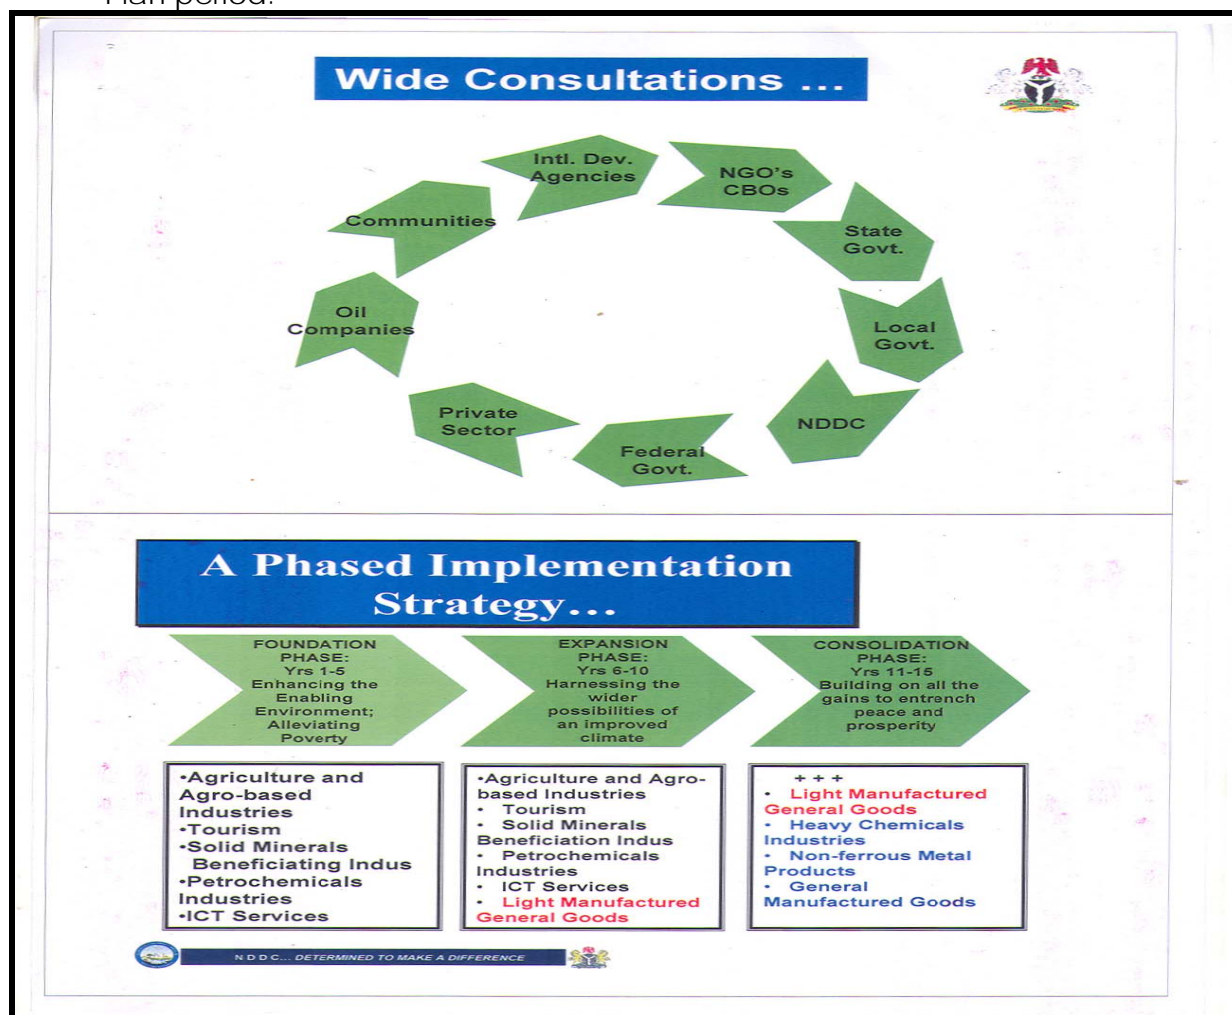 Plan period.
Wide Consultations ...
Intl. Dev.
Agencies
NGO's
CBOs
State
Govt.
Local
Govt.
NDDC
Federal
Govt.
Private
Sector
Oil
Companies
Communities
A Phased Implementation
Strategy...
FOUNDATION
PHASE:
Yrs 1-5
Enhancing the
Enabling
Environment;
Alleviating
Poverty
EXPANSION
PHASE:
Yrs 6-10
Harnessing the
wider
possibilities of
an improved
climate
CONSOLIDATION
PHASE:
Yrs 11-15
Building on all the
gains to entrench
peace and
prosperity
•Agriculture and
Agro-based
Industries
•Tourism
•Solid Minerals
Beneficiating Indus
•Petrochemicals
Industries
•ICT Services
•Agriculture and Agro-
based Industries
• Tourism
• Solid Minerals
Beneficiation Indus
• Petrochemicals
Industries
• ICT Services
• Light Manufactured
General Goods
+ + +
• Light Manufactured
General Goods
• Heavy Chemicals
Industries
• Non-ferrous Metal
Products
• General
Manufactured Goods
N D D C... DETERMINED TO MAKE A DIFFERENCE